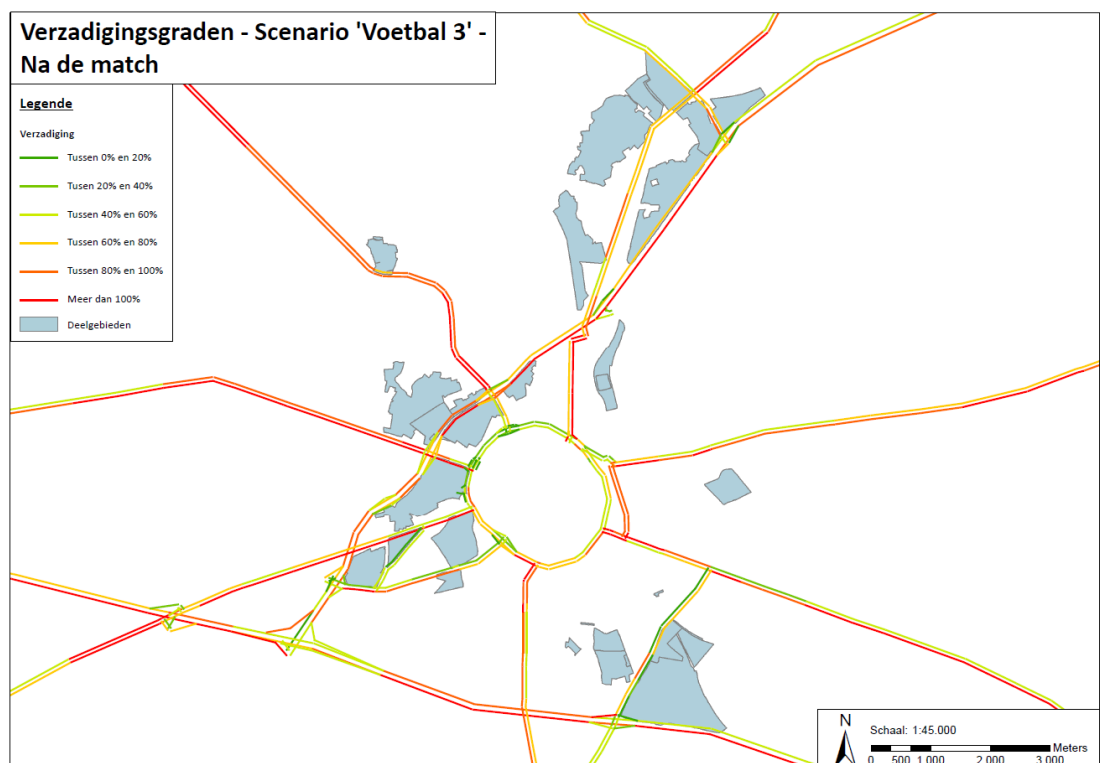 Verzadigingsgraden - Scenario 'Voetbal 3' -
Na de match
Legende
Verzadiging
Tussen 0% en 20%
Tusen 20% en 40%
Tussen 40% en 60%
Tussen 60% en 80%
Tussen 80% en 100%
Meer dan 100%
Deelgebieden
N
Schaal: 1:45.000
Meters
0 500 1.000 2.000 3.000